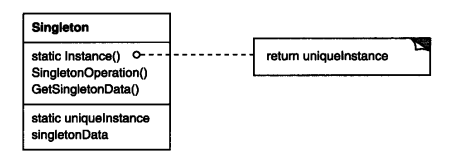 Singleton
static Instance()
SingletonOperation()
GetSingletonData()
static uniqueInstance
singletonData
return uniqueInstance